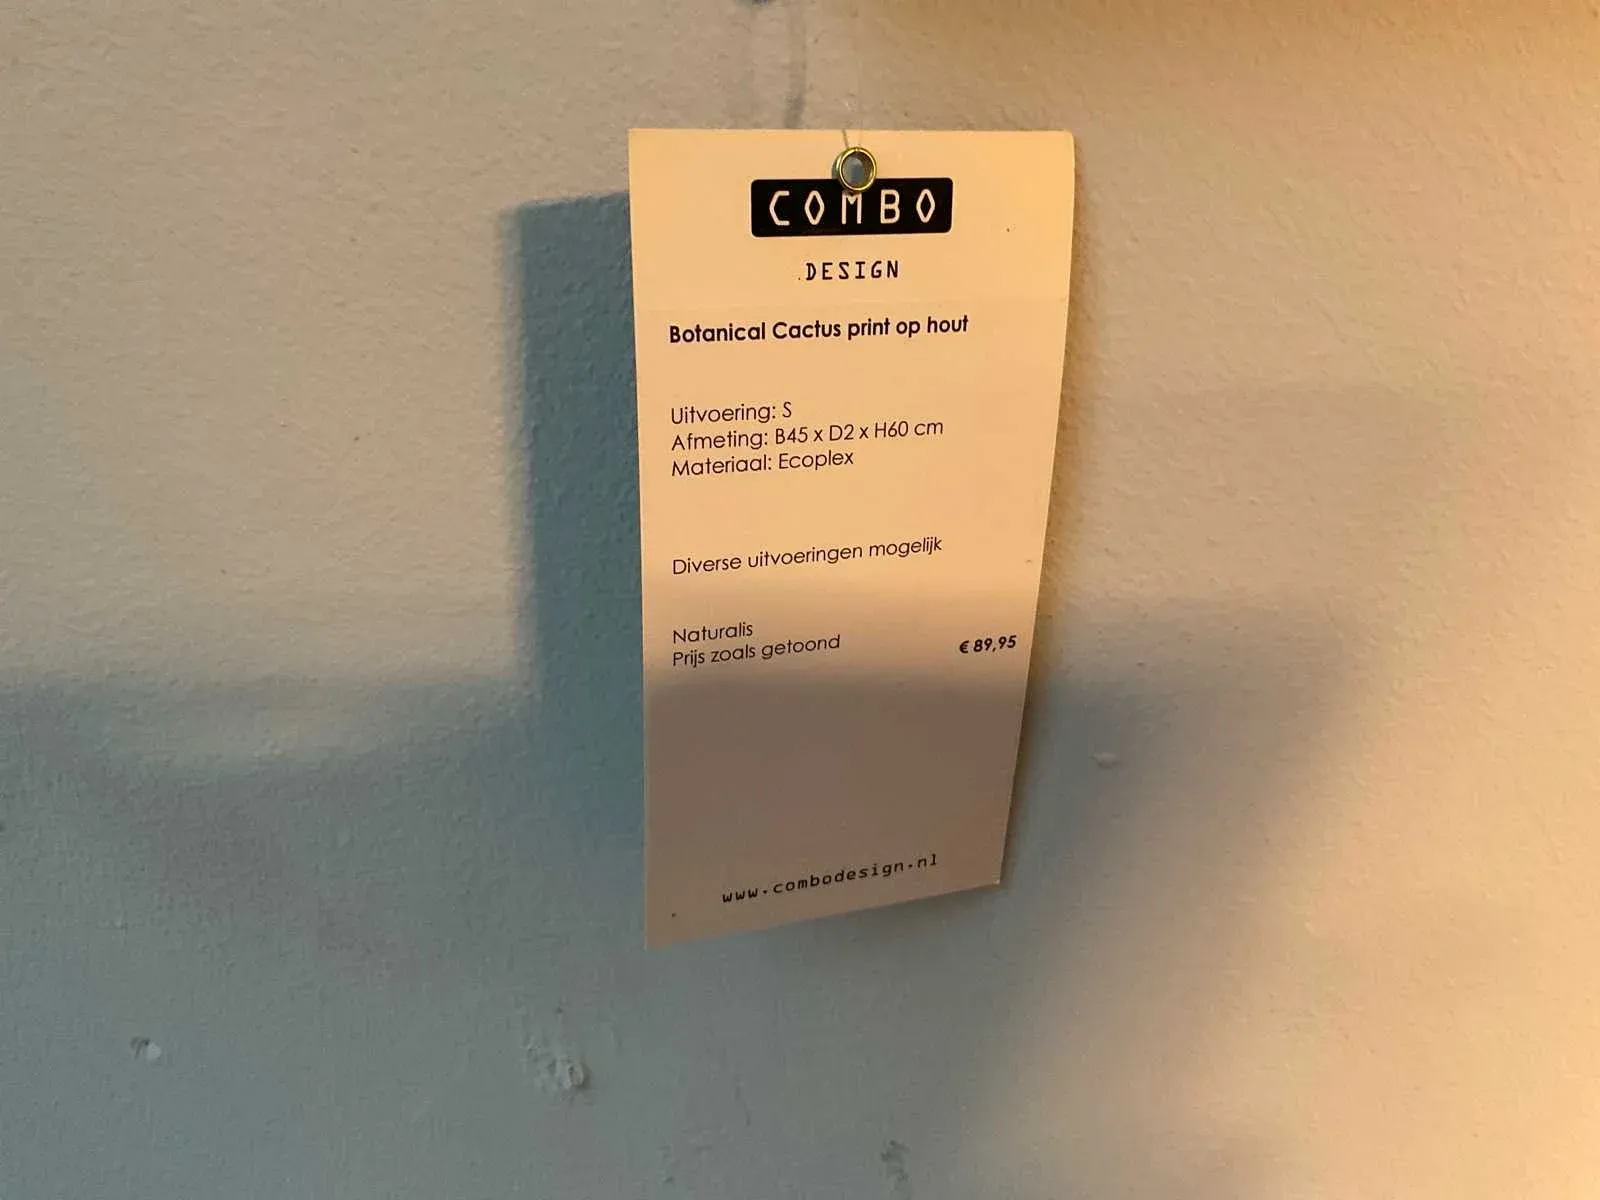 COMBO
.DESIGN
Botanical Cactus print op hout
Uitvoering: S
Afmeting: B45 x D2 x H60 cm
Materiaal: Ecoplex
Diverse uitvoeringen mogelijk
Naturalis
Prijs zoals getoond € 89,95
www.combodesign.nl